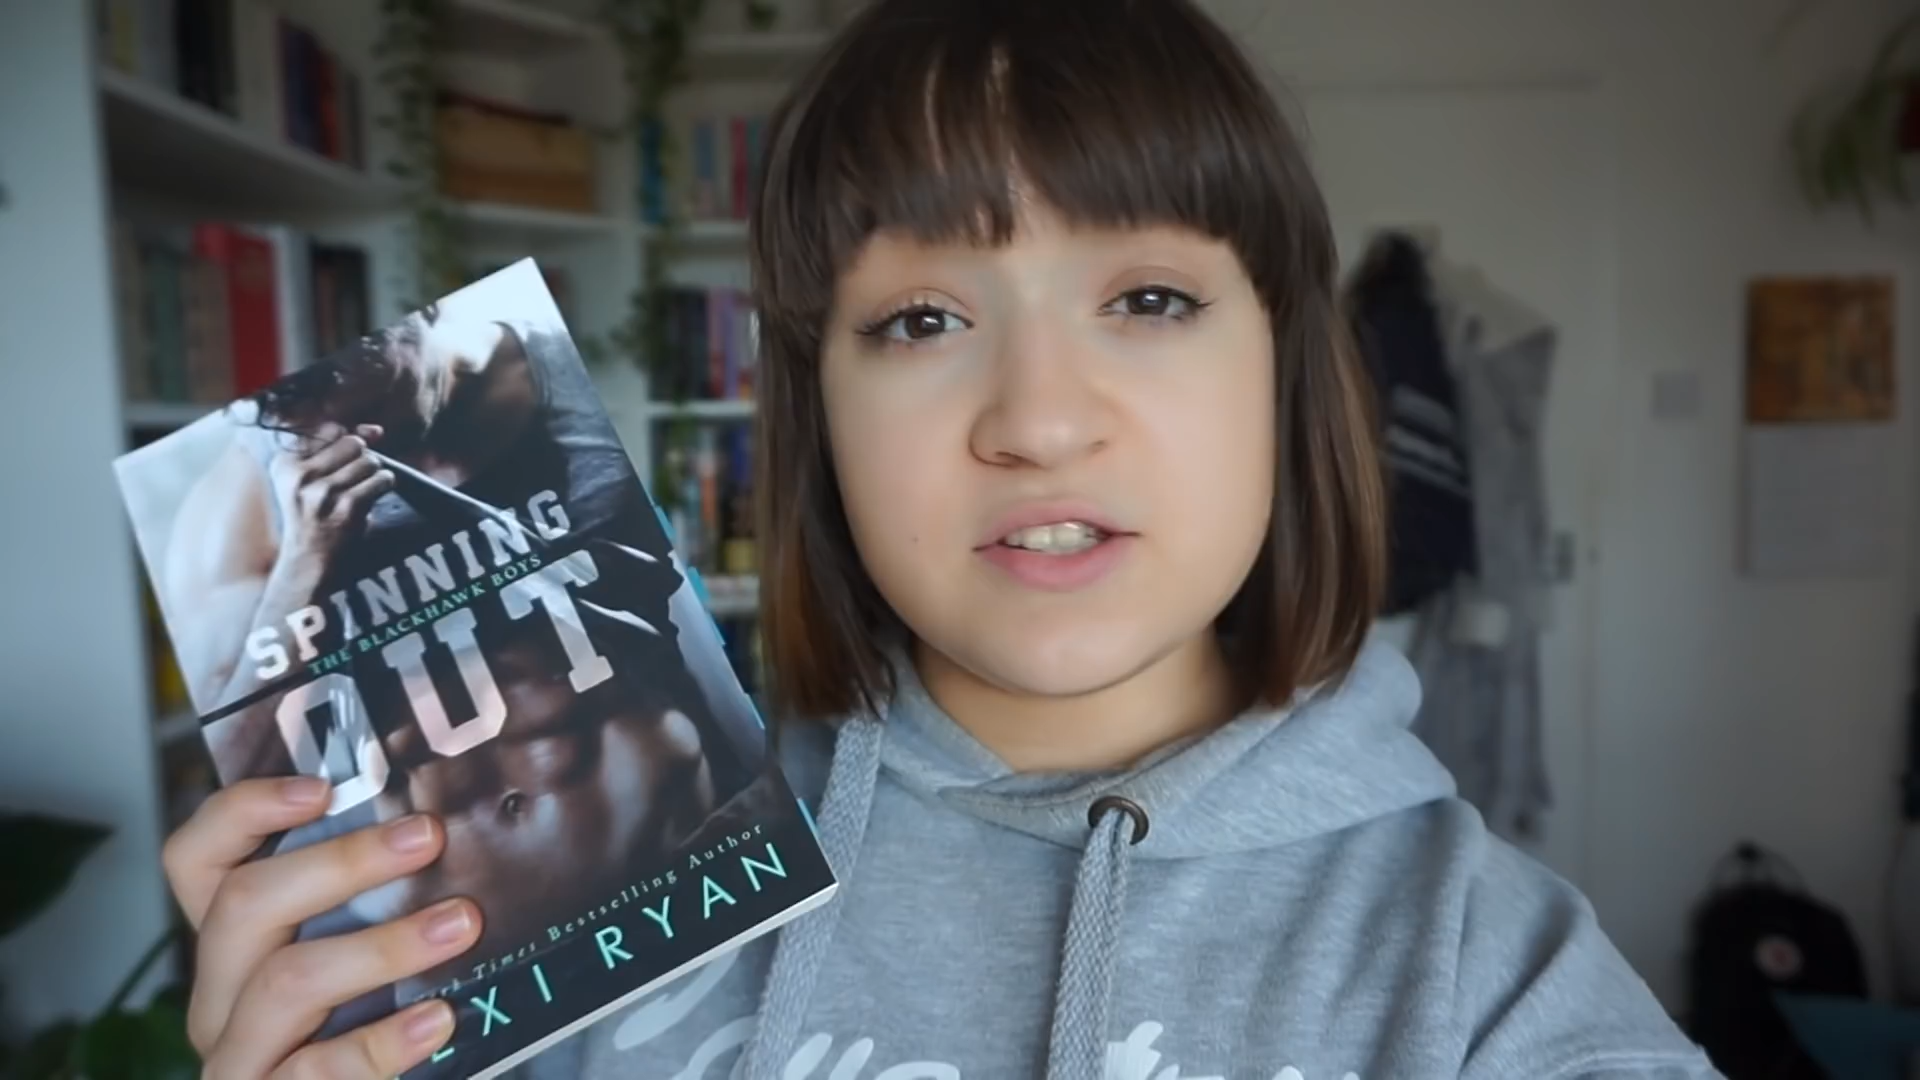 SPINNING
THE BLACKHAWK BOYS
OUT
Times Bestselling Author
EXI RYAN